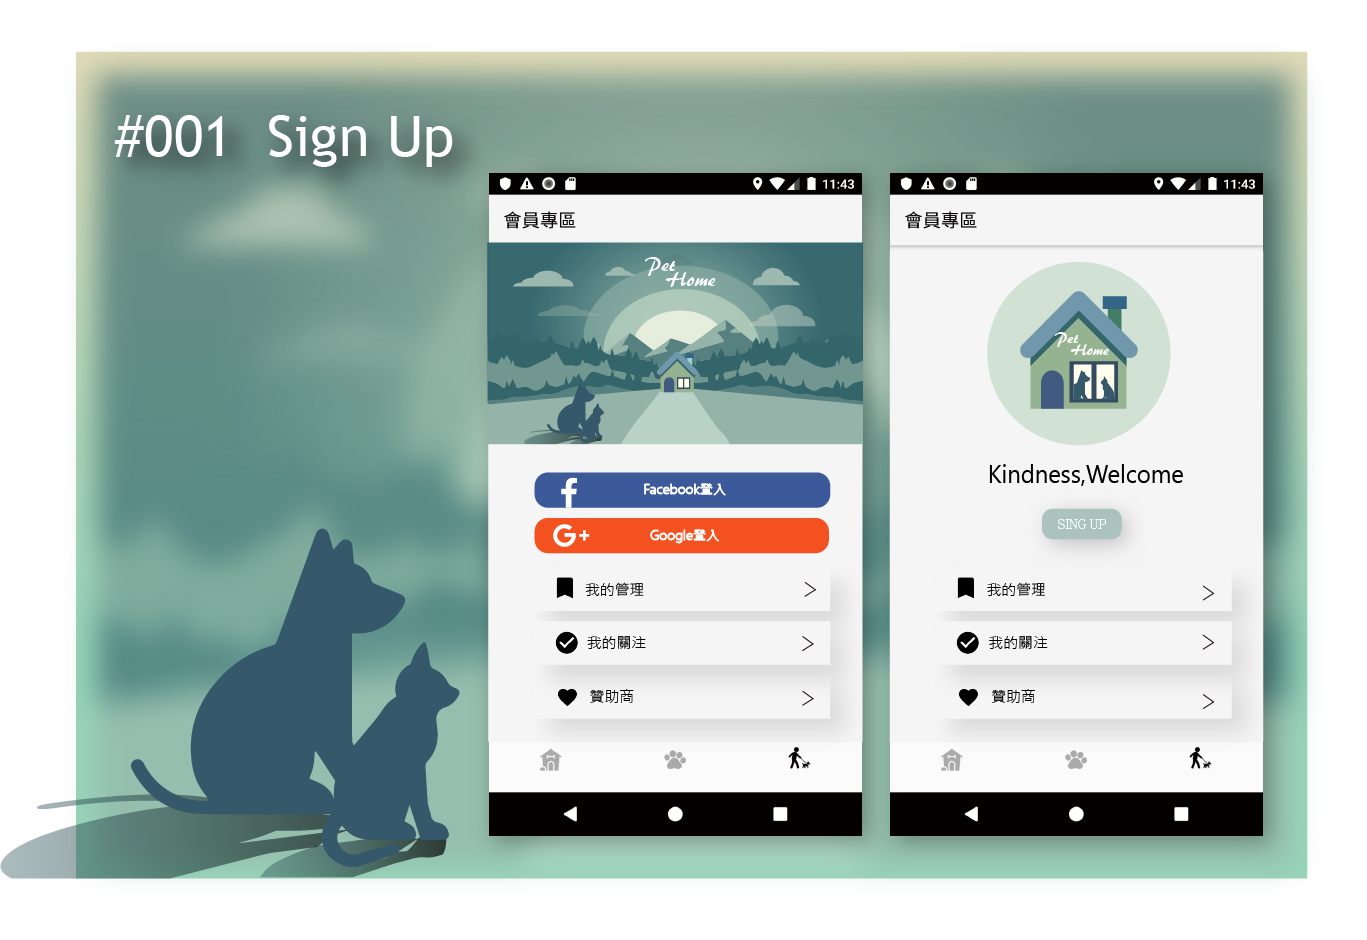 #001 Sign Up
11:43
會員專區
Pet
Home
Facebook登入
G+ Google登入
我的管理
我的關注
贊助商
11:43
會員專區
Pet
Home
Kindness,Welcome
SING UP
我的管理
我的關注
贊助商